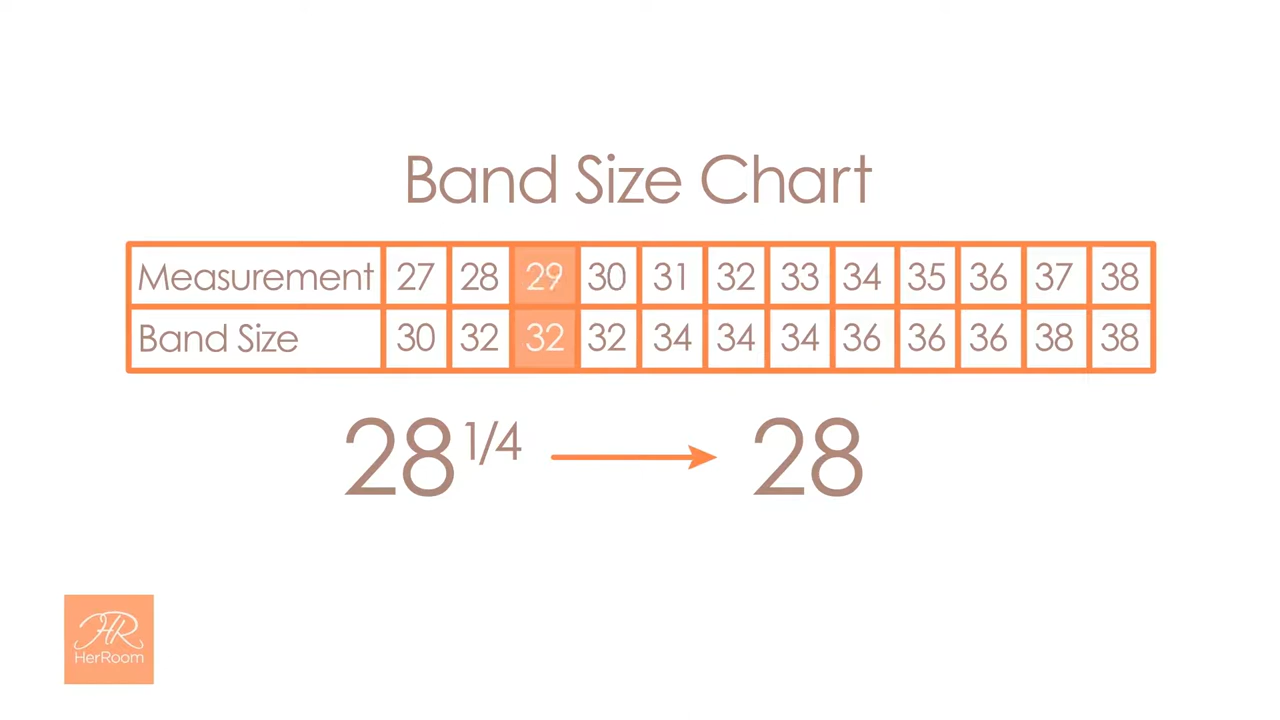 Band Size Chart
Measurement 27 28 29 30 31 32 33 34 35 36 37 38
Band Size 30 32 32 32 34 34 34 36 36 36 38 38
28 1/4 28
HR
HerRoom